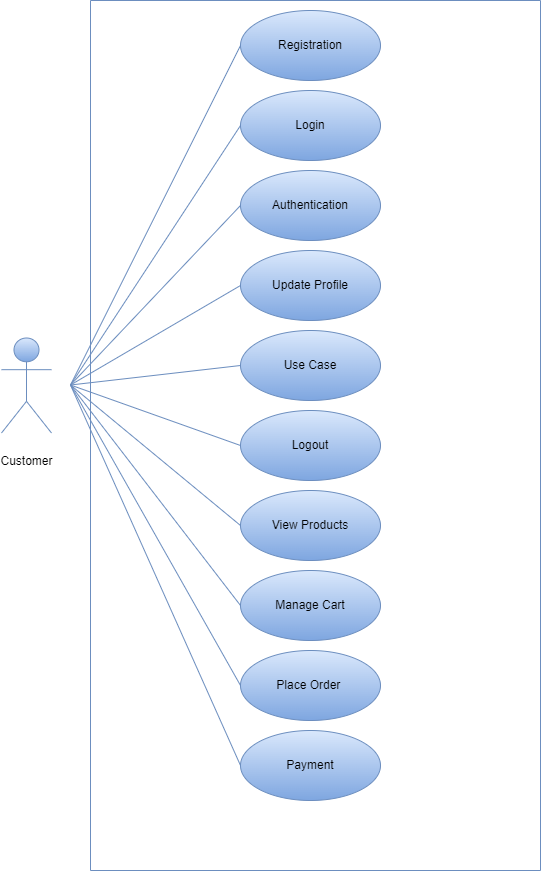 Registration
Login
Authentication
Update Profile
Use Case
Logout
Customer
View Products
Manage Cart
Place Order
Payment